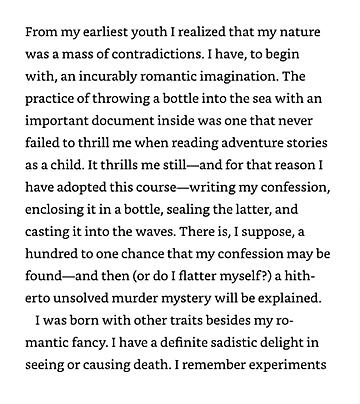 From my earliest youth I realized that my nature
was a mass of contradictions. I have, to begin
with, an incurably romantic imagination. The
practice of throwing a bottle into the sea with an
important document inside was one that never
failed to thrill me when reading adventure stories
as a child. It thrills me still—and for that reason I
have adopted this course—writing my confession,
enclosing it in a bottle, sealing the latter, and
casting it into the waves. There is, I suppose, a
hundred to one chance that my confession may be
found—and then (or do I flatter myself?) a hith-
erto unsolved murder mystery will be explained.
I was born with other traits besides my ro-
mantic fancy. I have a definite sadistic delight in
seeing or causing death. I remember experiments